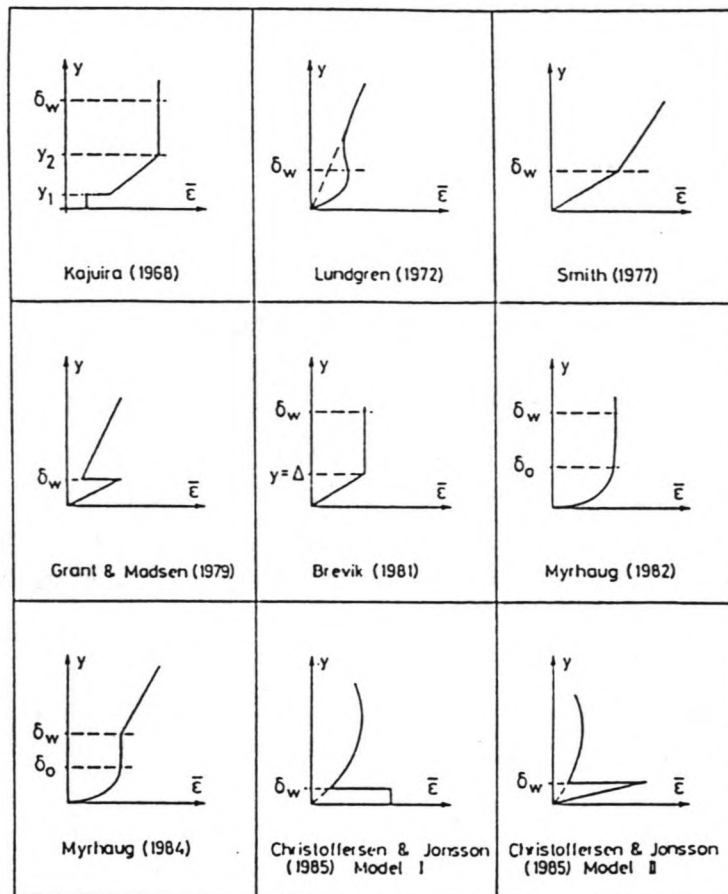 y
δw
y2
y1
ε̅
Kajuira (1968)
y
δw
ε̅
Lundgren (1972)
y
δw
ε̅
Smith (1977)
y
δw
ε̅
Grant & Madsen (1979)
y
δw
y = Δ
ε̅
Brevik (1981)
y
δw
δo
ε̅
Myrhaug (1982)
y
δw
δo
ε̅
Myrhaug (1984)
y
δw
ε̅
Christoffersen & Jonsson
(1985) Model I
y
δw
ε̅
Christoffersen & Jonsson
(1985) Model II